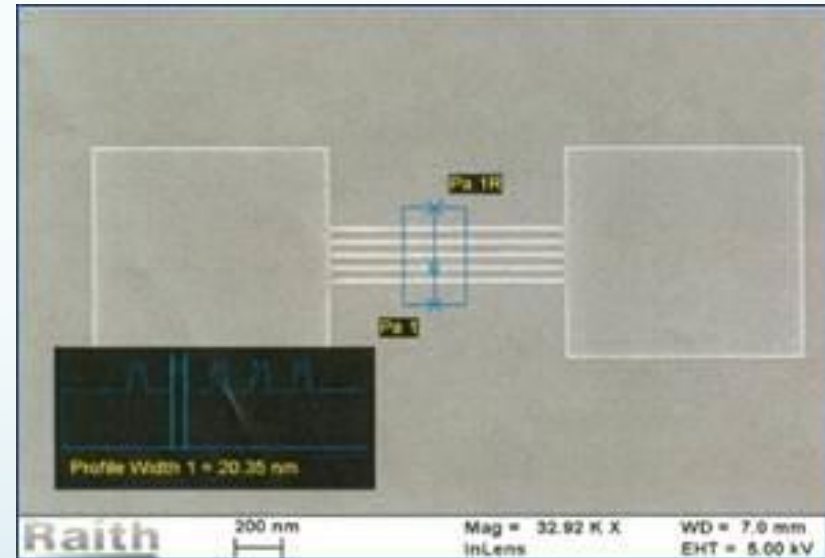 Pa 1R
Pa 1
Profile Width 1 = 20.35 nm
Raith
200 nm
Mag = 32.92 K X
InLens
WD = 7.0 mm
EHT = 5.00 kV